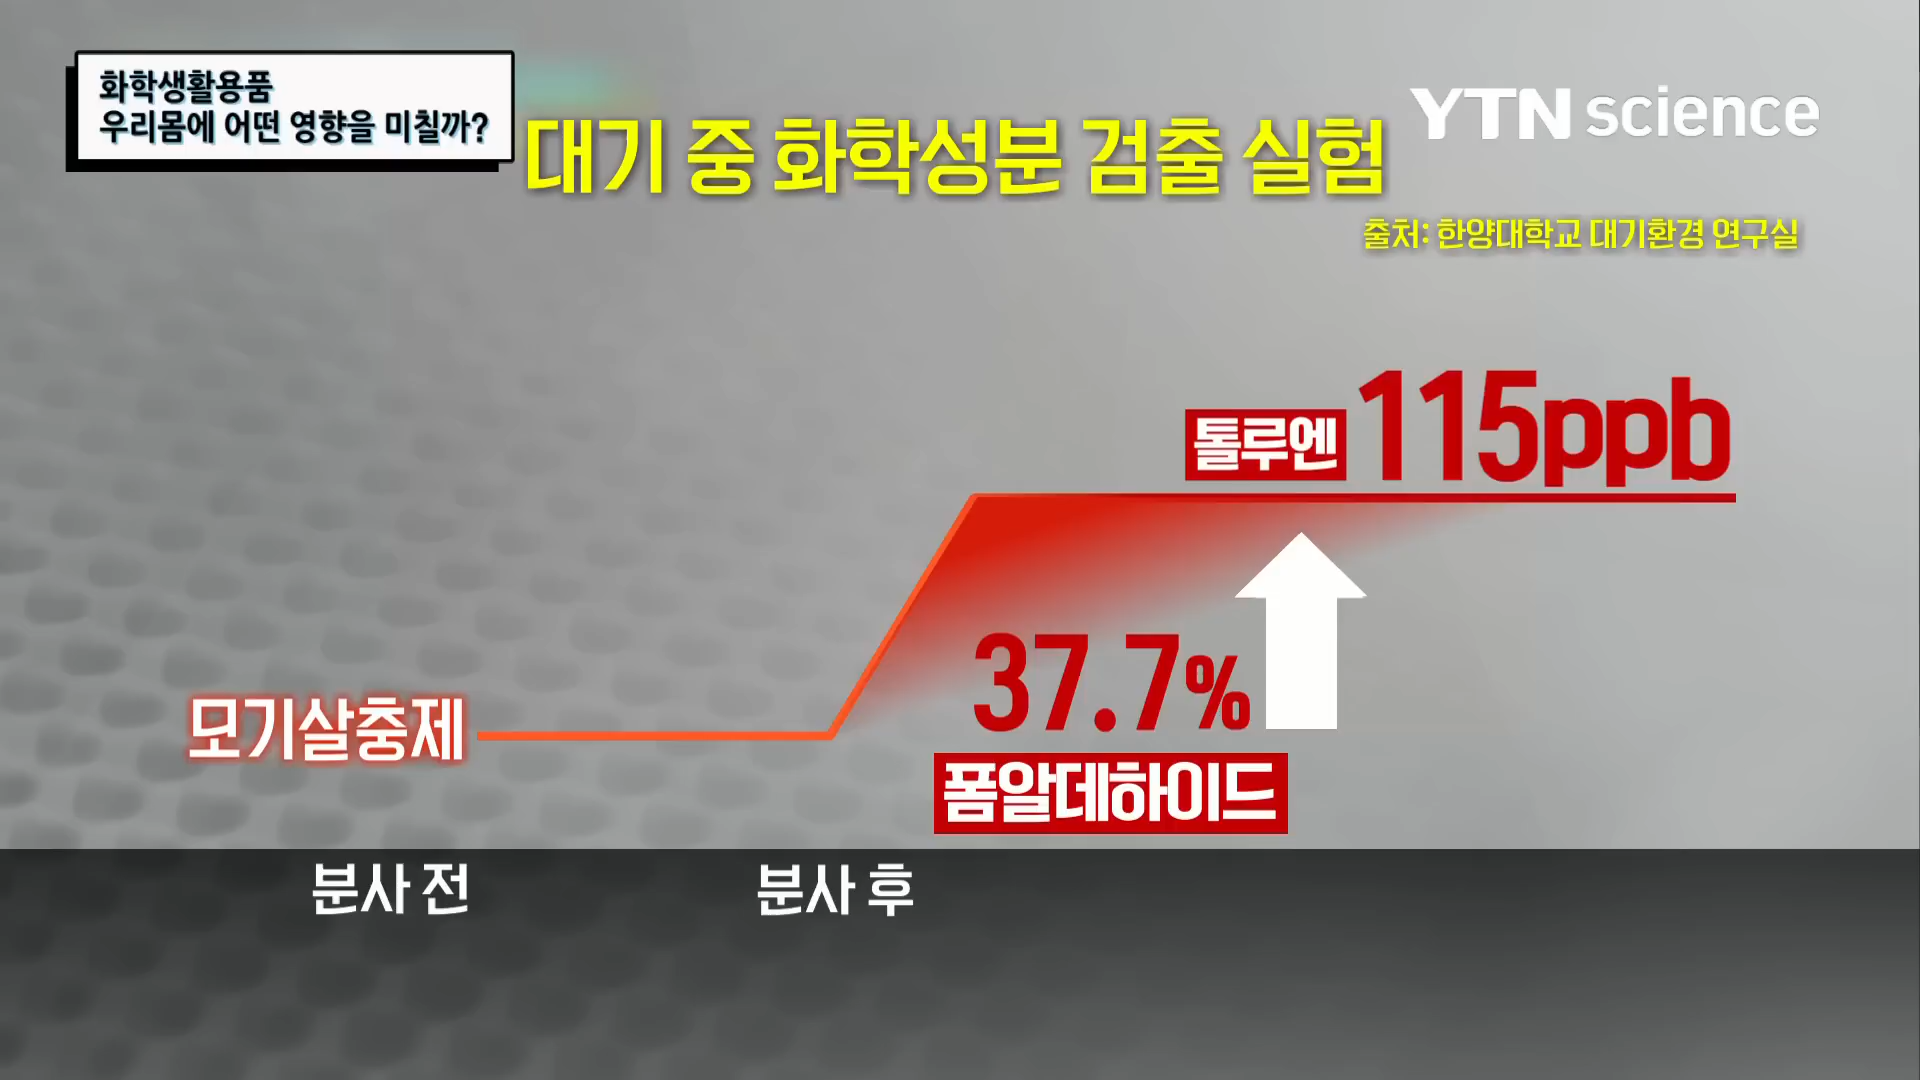 화학생활용품
우리몸에 어떤 영향을 미칠까?
YTN science
대기 중 화학성분 검출 실험
출처: 한양대학교 대기환경 연구실
톨루엔 115ppb
37.7%
모기살충제
폼알데하이드
분사 전
분사 후